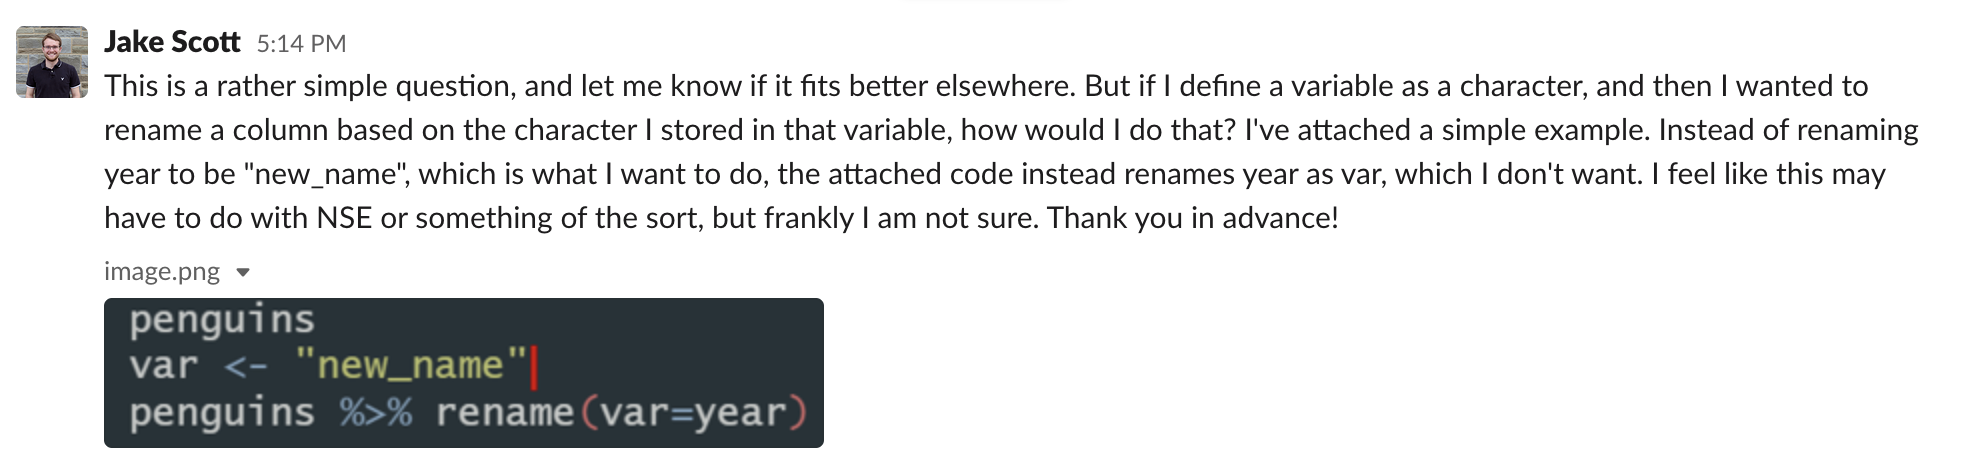 Jake Scott 5:14 PM
This is a rather simple question, and let me know if it fits better elsewhere. But if I define a variable as a character, and then I wanted to
rename a column based on the character I stored in that variable, how would I do that? I've attached a simple example. Instead of renaming
year to be "new_name", which is what I want to do, the attached code instead renames year as var, which I don't want. I feel like this may
have to do with NSE or something of the sort, but frankly I am not sure. Thank you in advance!
image.png
penguins
var <- "new_name"
penguins %>% rename(var=year)